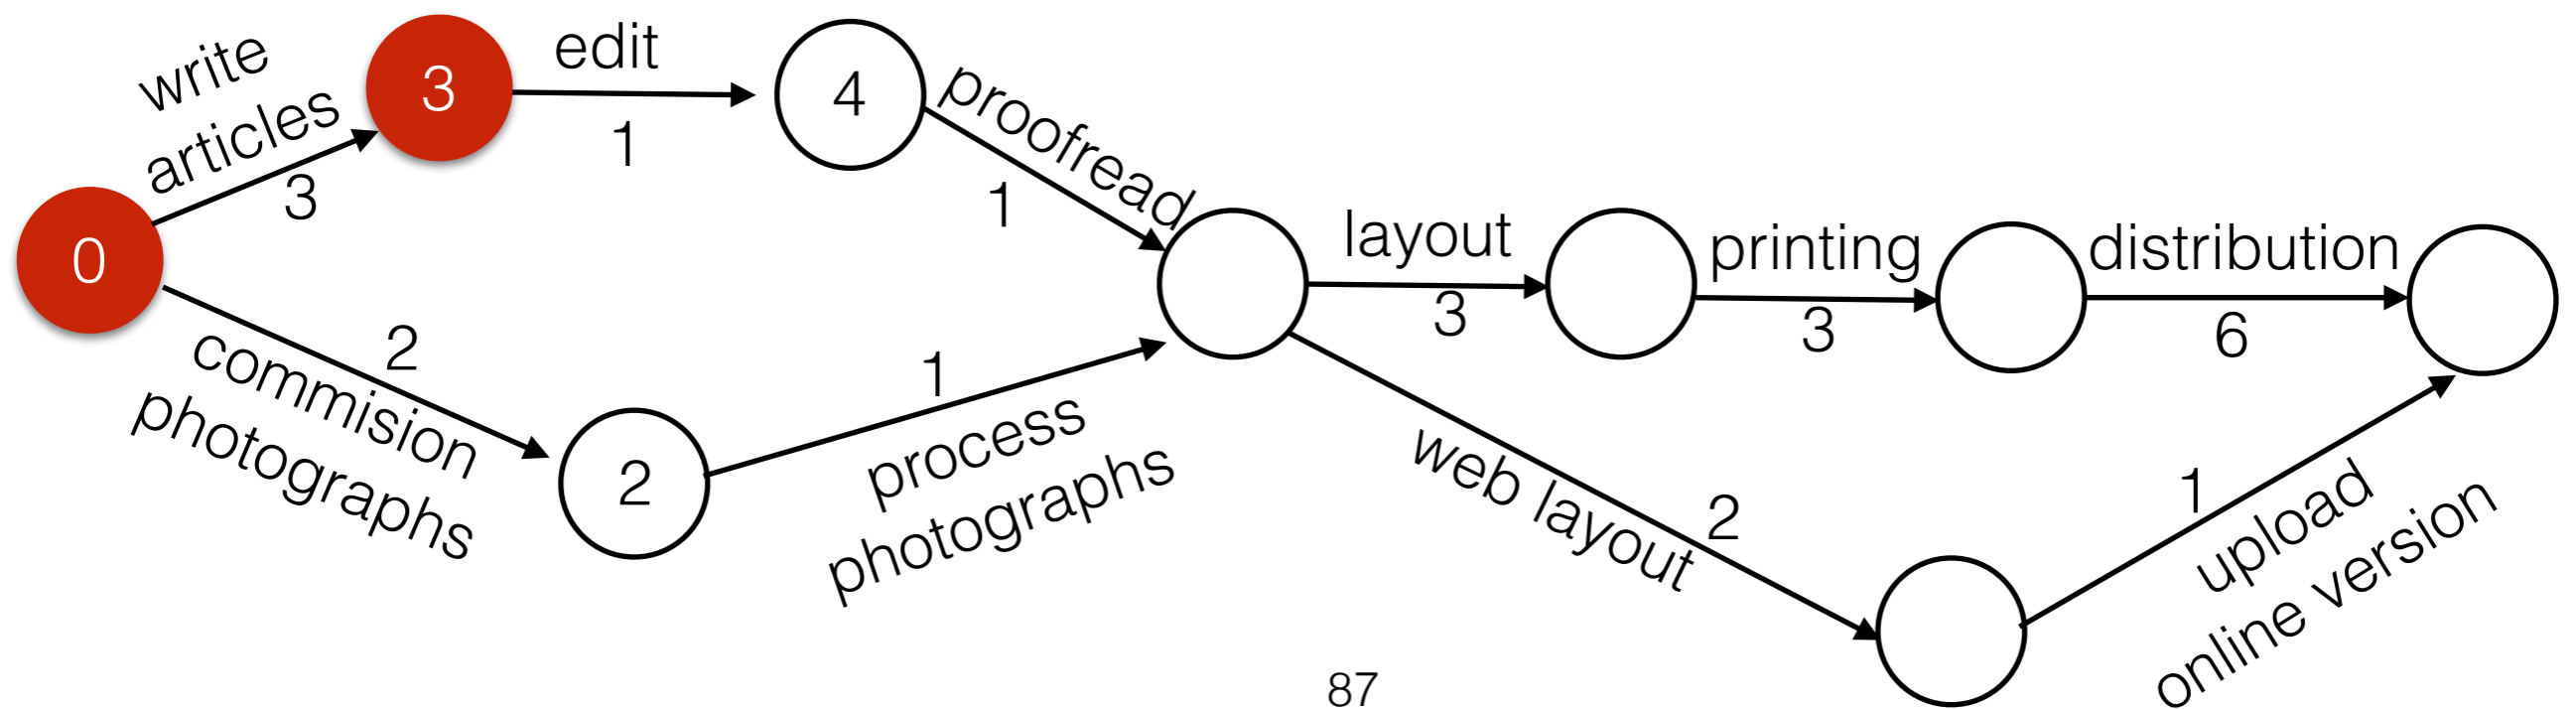 write
articles
3
0
3
edit
1
4
proofread
1
2
commision
photographs
2
1
process
photographs
layout
3
printing
3
distribution
6
web layout
2
1
upload
online version
87